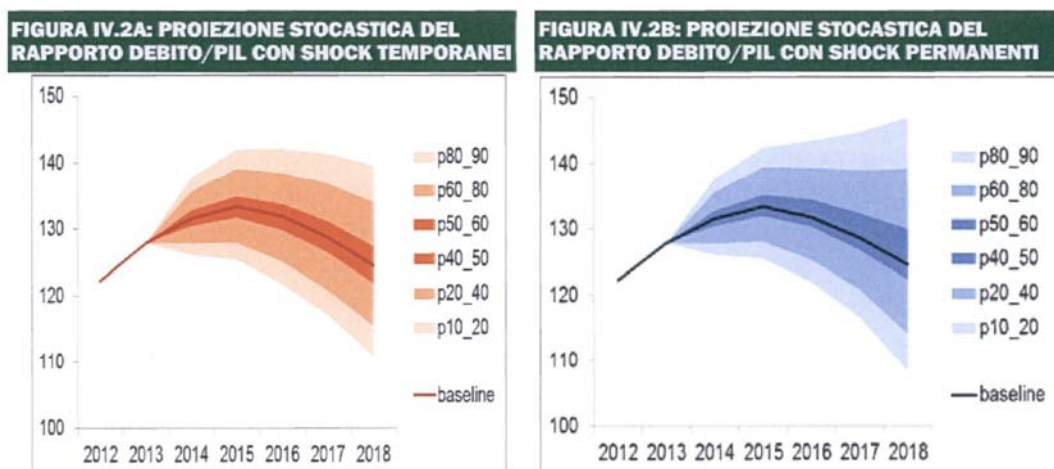 FIGURA IV.2A: PROIEZIONE STOCASTICA DEL
RAPPORTO DEBITO/PIL CON SHOCK TEMPORANEI
150
140
130
120
110
100
2012 2013 2014 2015 2016 2017 2018
p80_90
p60_80
p50_60
p40_50
p20_40
p10_20
baseline
FIGURA IV.2B: PROIEZIONE STOCASTICA DEL
RAPPORTO DEBITO/PIL CON SHOCK PERMANENTI
150
140
130
120
110
100
2012 2013 2014 2015 2016 2017 2018
p80_90
p60_80
p50_60
p40_50
p20_40
p10_20
baseline